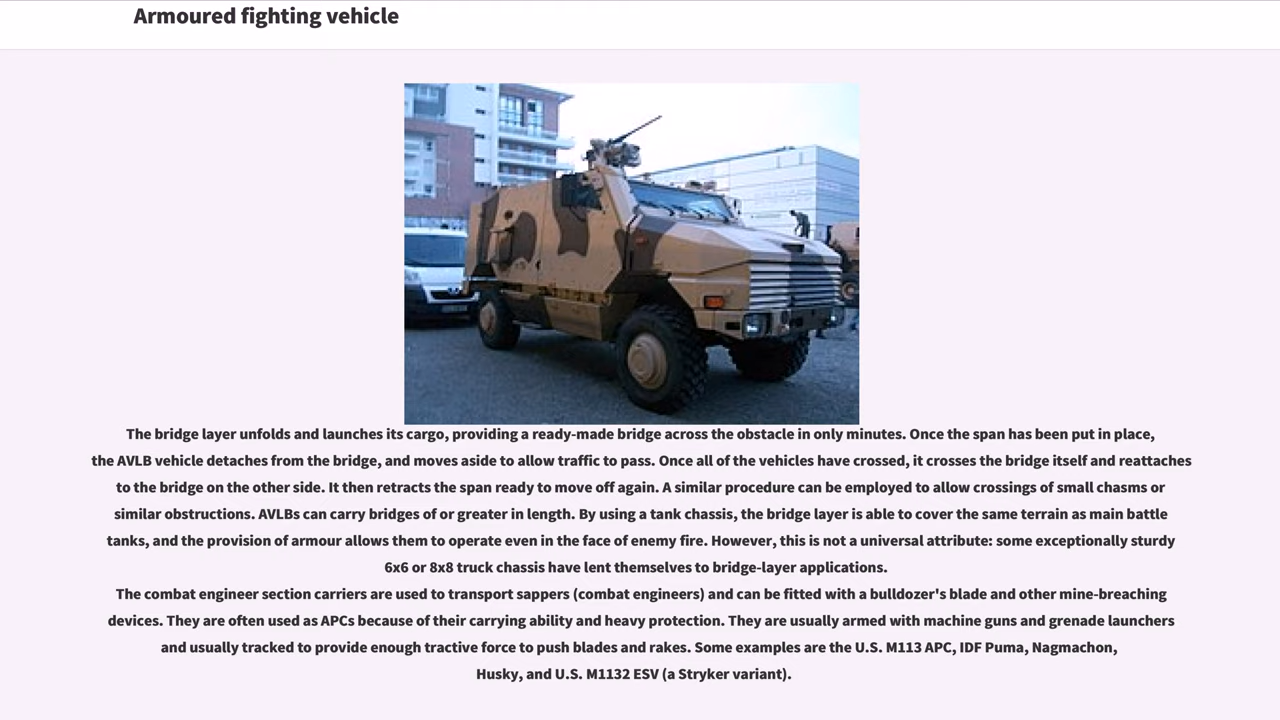 Armoured fighting vehicle
The bridge layer unfolds and launches its cargo, providing a ready-made bridge across the obstacle in only minutes. Once the span has been put in place,
the AVLB vehicle detaches from the bridge, and moves aside to allow traffic to pass. Once all of the vehicles have crossed, it crosses the bridge itself and reattaches
to the bridge on the other side. It then retracts the span ready to move off again. A similar procedure can be employed to allow crossings of small chasms or
similar obstructions. AVLBs can carry bridges of or greater in length. By using a tank chassis, the bridge layer is able to cover the same terrain as main battle
tanks, and the provision of armour allows them to operate even in the face of enemy fire. However, this is not a universal attribute: some exceptionally sturdy
6x6 or 8x8 truck chassis have lent themselves to bridge-layer applications.
The combat engineer section carriers are used to transport sappers (combat engineers) and can be fitted with a bulldozer's blade and other mine-breaching
devices. They are often used as APCs because of their carrying ability and heavy protection. They are usually armed with machine guns and grenade launchers
and usually tracked to provide enough tractive force to push blades and rakes. Some examples are the U.S. M113 APC, IDF Puma, Nagmachon,
Husky, and U.S. M1132 ESV (a Stryker variant).